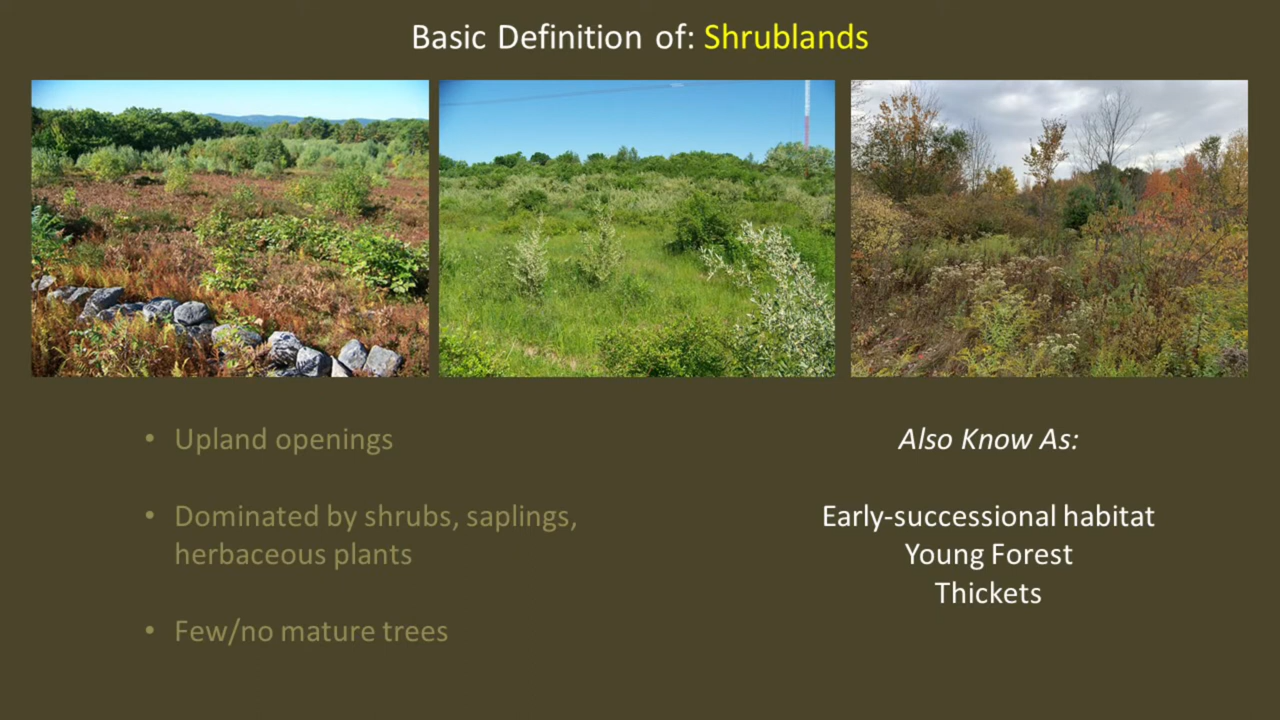 Basic Definition of: Shrublands
• Upland openings
• Dominated by shrubs, saplings,
herbaceous plants
• Few/no mature trees
Also Know As:
Early-successional habitat
Young Forest
Thickets